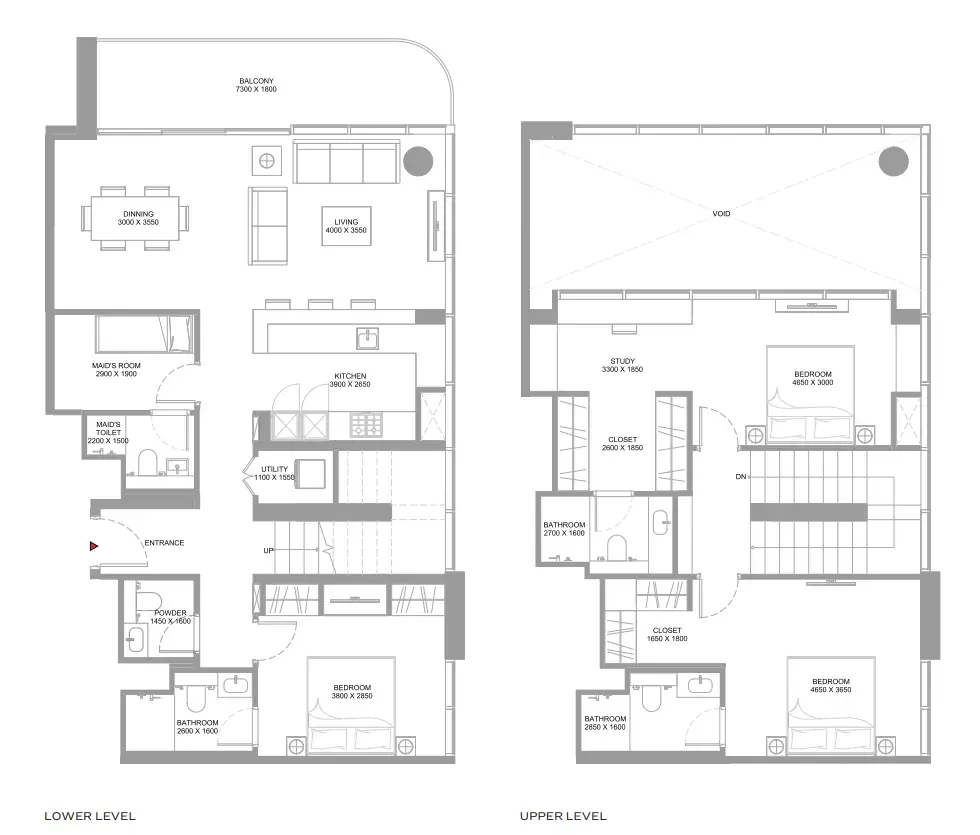 BALCONY
7300 X 1800
DINNING
3000 X 3550
LIVING
4000 X 3550
MAID'S ROOM
2900 X 1900
KITCHEN
3900 X 2650
MAID'S
TOILET
2200 X 1500
UTILITY
1100 X 1550
ENTRANCE
UP
POWDER
1450 X 1600
BEDROOM
3800 X 2850
BATHROOM
2600 X 1600
LOWER LEVEL
VOID
STUDY
3300 X 1850
BEDROOM
4650 X 3000
CLOSET
2600 X 1850
DN
BATHROOM
2700 X 1600
CLOSET
1650 X 1800
BEDROOM
4650 X 3650
BATHROOM
2850 X 1600
UPPER LEVEL